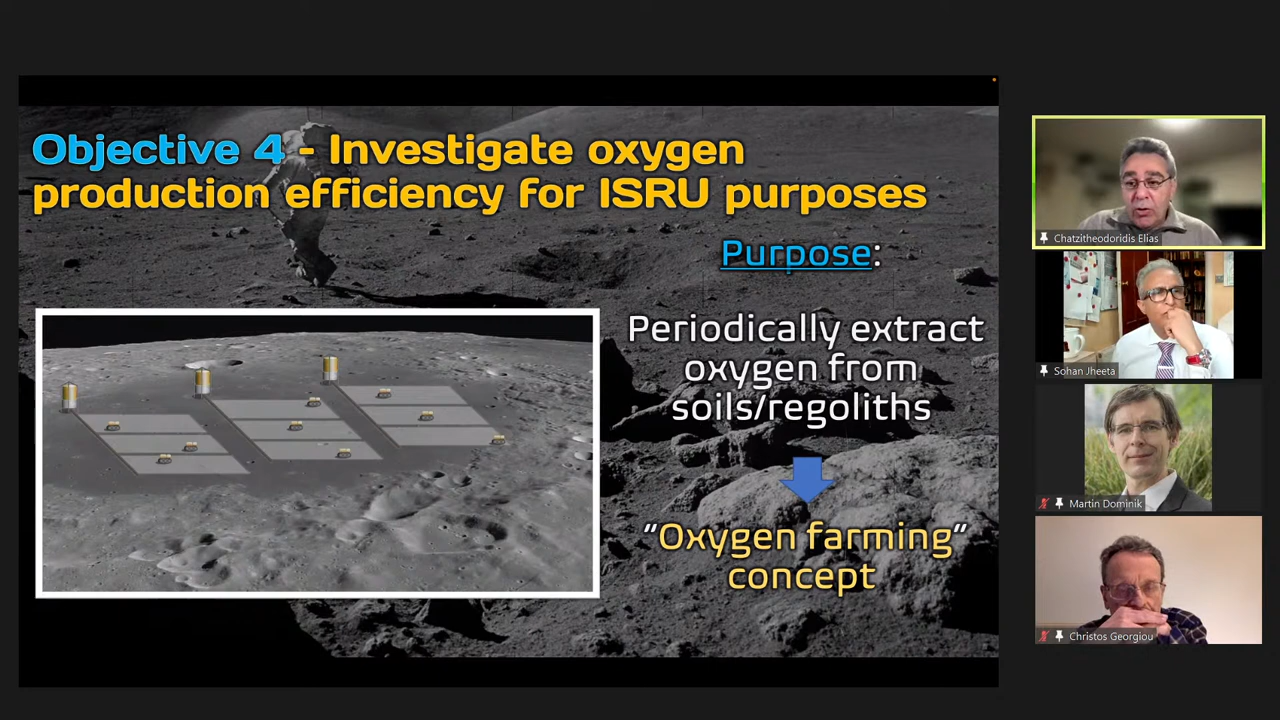 Objective 4 - Investigate oxygen
production efficiency for ISRU purposes
Purpose:
Periodically extract
oxygen from
soils/regoliths
“Oxygen farming“
concept
Chatzitheodoridis Elias
Sohan Jheeta
Martin Dominik
Christos Georgiou